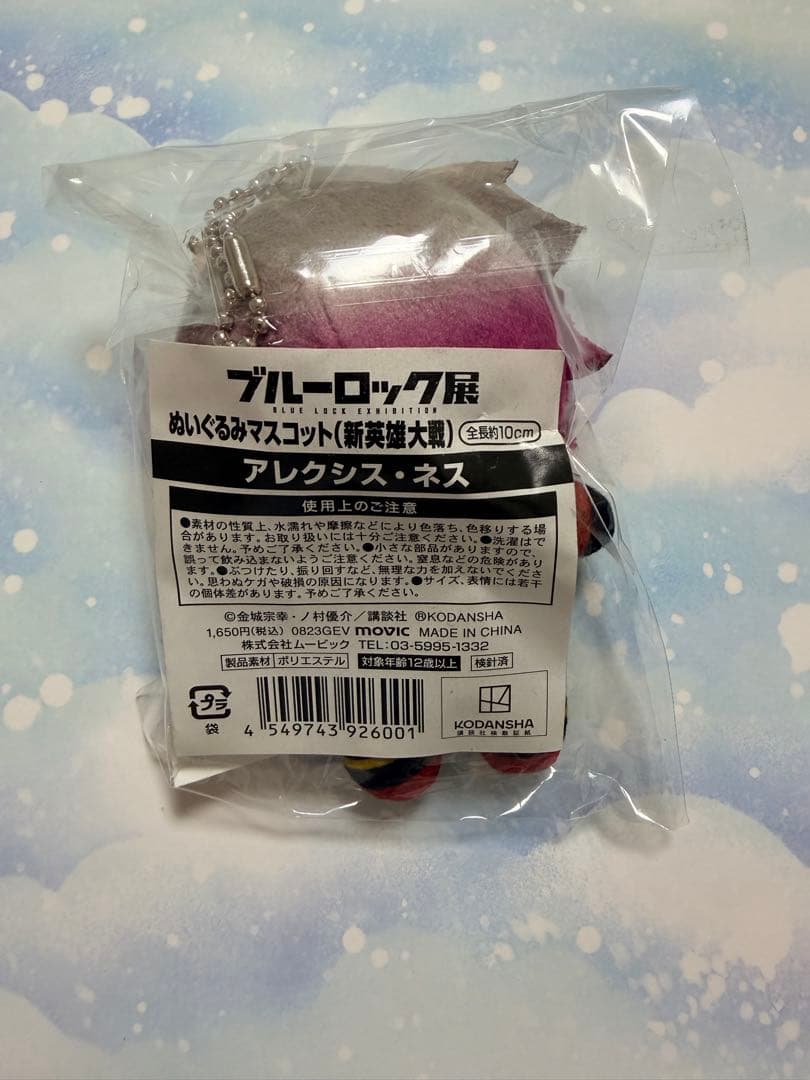 ブルーロック展
BLUE LOCK EXHIBITION
ぬいぐるみマスコット(新英雄大戦) 全長約10cm
アレクシス・ネス
使用上のご注意
●素材の性質上、水濡れや摩擦などにより色落ち、色移りする場
合があります。お取り扱いには十分ご注意ください。●洗濯はで
きません。予めご了承ください。●小さな部品がありますので、
誤って飲み込まないようご注意ください。窒息などの危険があり
ます。●ぶつけたり、振り回すなど、無理な力を加えないでくださ
い。思わぬケガや破損の原因になります。●サイズ、表情には若干
の個体差があります。予めご了承ください。
©金城宗幸・ノ村優介/講談社 ®KODANSHA
1,650円(税込) 0823GEV movic MADE IN CHINA
株式会社ムービック TEL:03-5995-1332
製品素材 ポリエステル 対象年齢12歳以上 検針済
プラ
袋
4 549743 926001
KODANSHA
講談社検査証紙